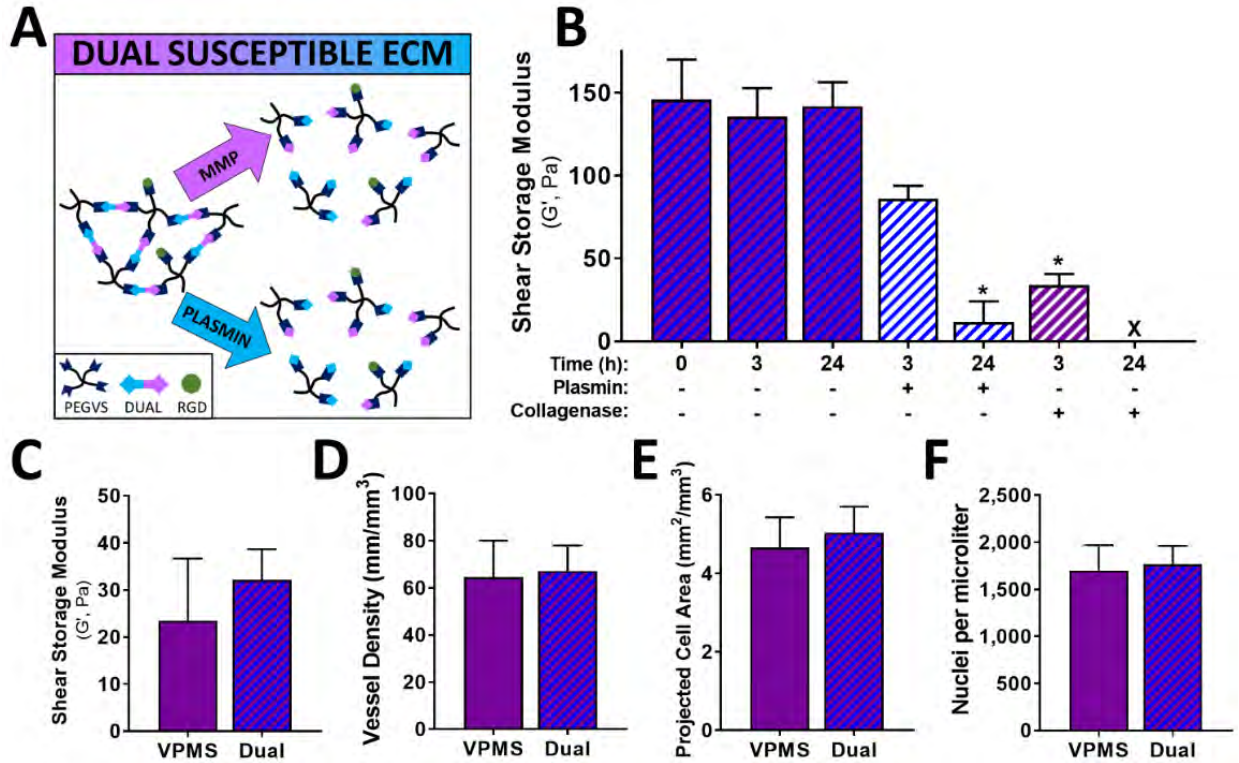 A
DUAL SUSCEPTIBLE ECM
MMP
PLASMIN
PEGVS DUAL RGD
B
Shear Storage Modulus
(G', Pa)
150
100
50
0
* * X
Time (h): 0 3 24 3 24 3 24
Plasmin: - - - + + - -
Collagenase: - - - - - + +
C
Shear Storage Modulus
(G', Pa)
50
40
30
20
10
0
VPMS Dual
D
Vessel Density (mm/mm³)
100
80
60
40
20
0
VPMS Dual
E
Projected Cell Area (mm²/mm³)
6
4
2
0
VPMS Dual
F
Nuclei per microliter
2,500
2,000
1,500
1,000
500
0
VPMS Dual